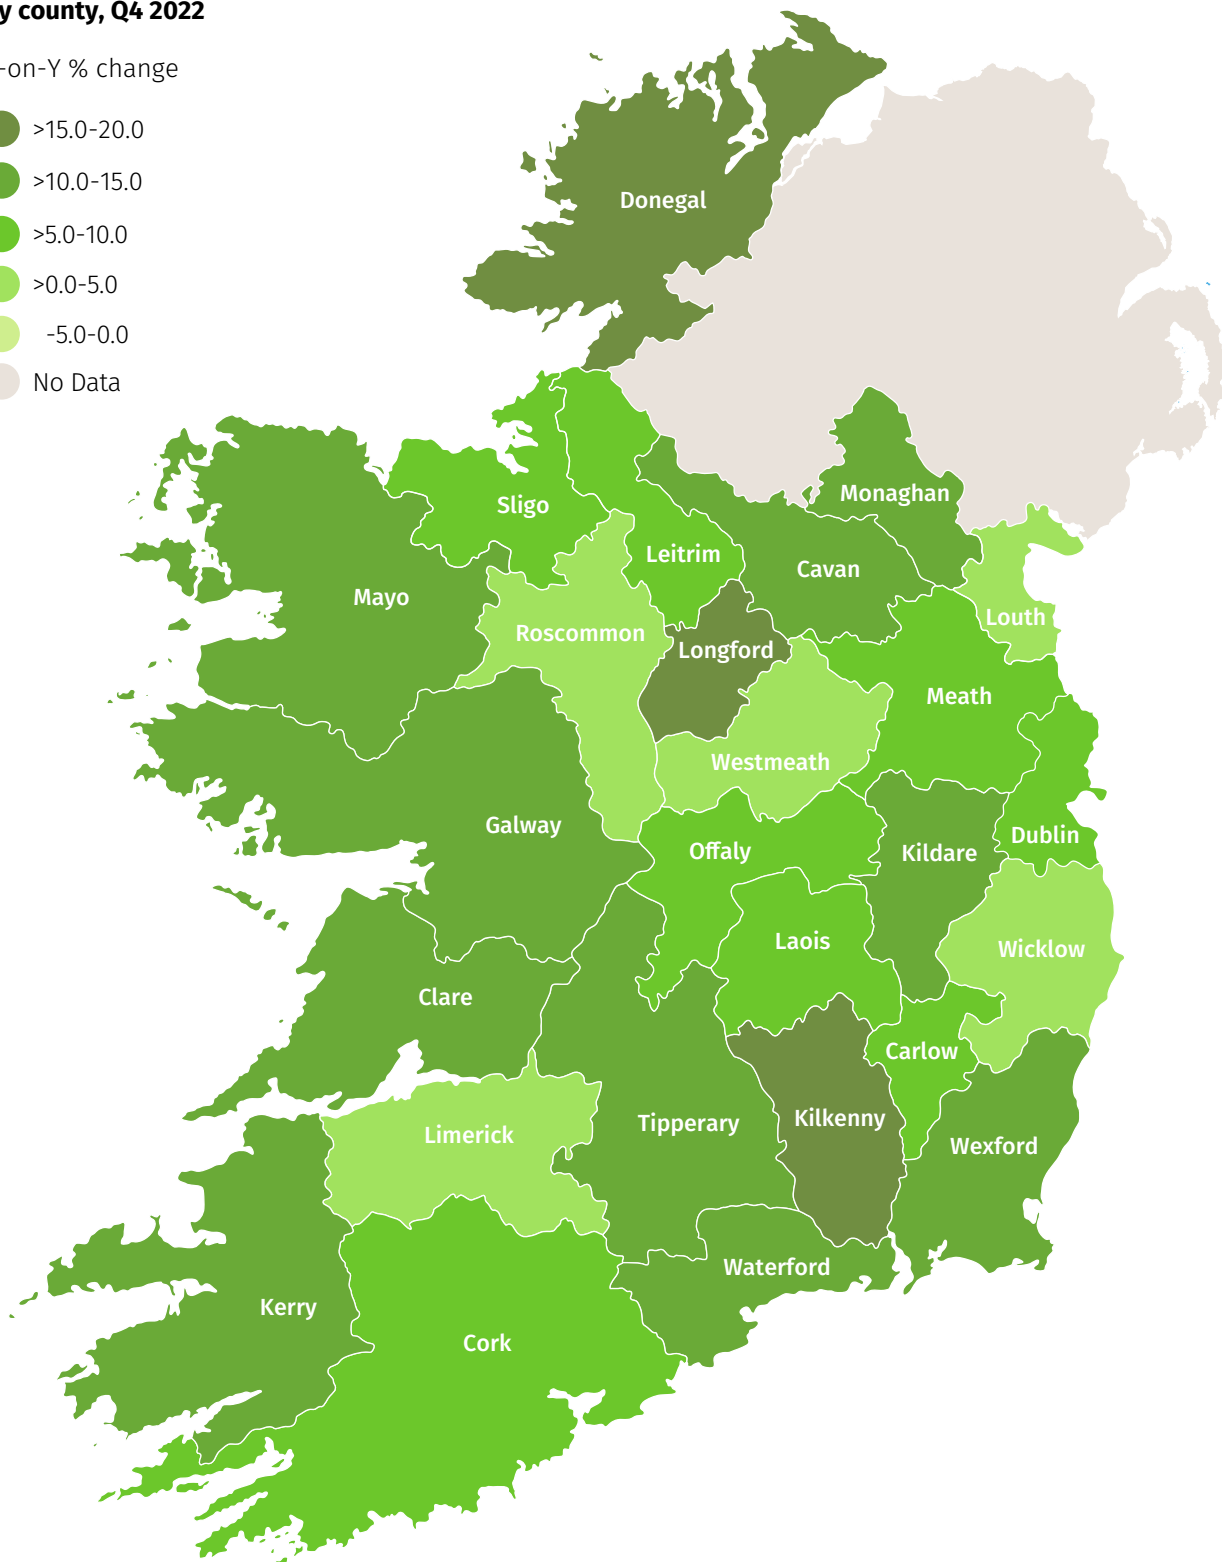 y county, Q4 2022
-on-Y % change
>15.0-20.0
>10.0-15.0
>5.0-10.0
>0.0-5.0
-5.0-0.0
No Data
Donegal
Monaghan
Sligo
Leitrim
Cavan
Mayo
Louth
Roscommon
Longford
Meath
Westmeath
Galway
Dublin
Offaly
Kildare
Laois
Wicklow
Clare
Carlow
Kilkenny
Tipperary
Limerick
Wexford
Waterford
Kerry
Cork